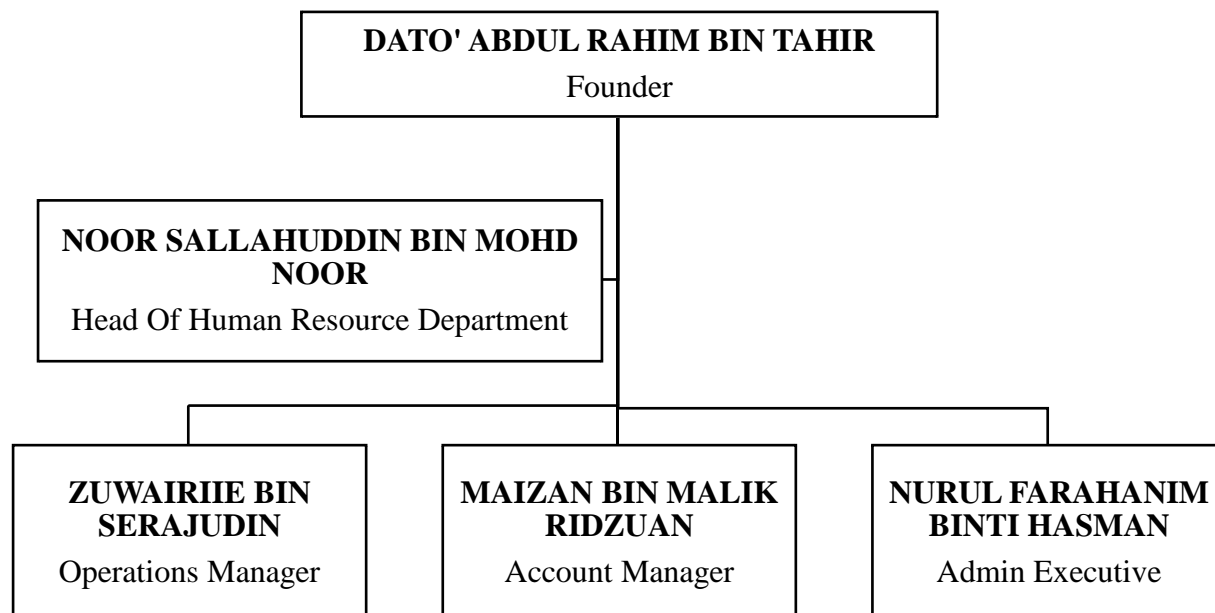 DATO' ABDUL RAHIM BIN TAHIR
Founder
NOOR SALLAHUDDIN BIN MOHD
NOOR
Head Of Human Resource Department
ZUWAIRIIE BIN
SERAJUDIN
Operations Manager
MAIZAN BIN MALIK
RIDZUAN
Account Manager
NURUL FARAHANIM
BINTI HASMAN
Admin Executive